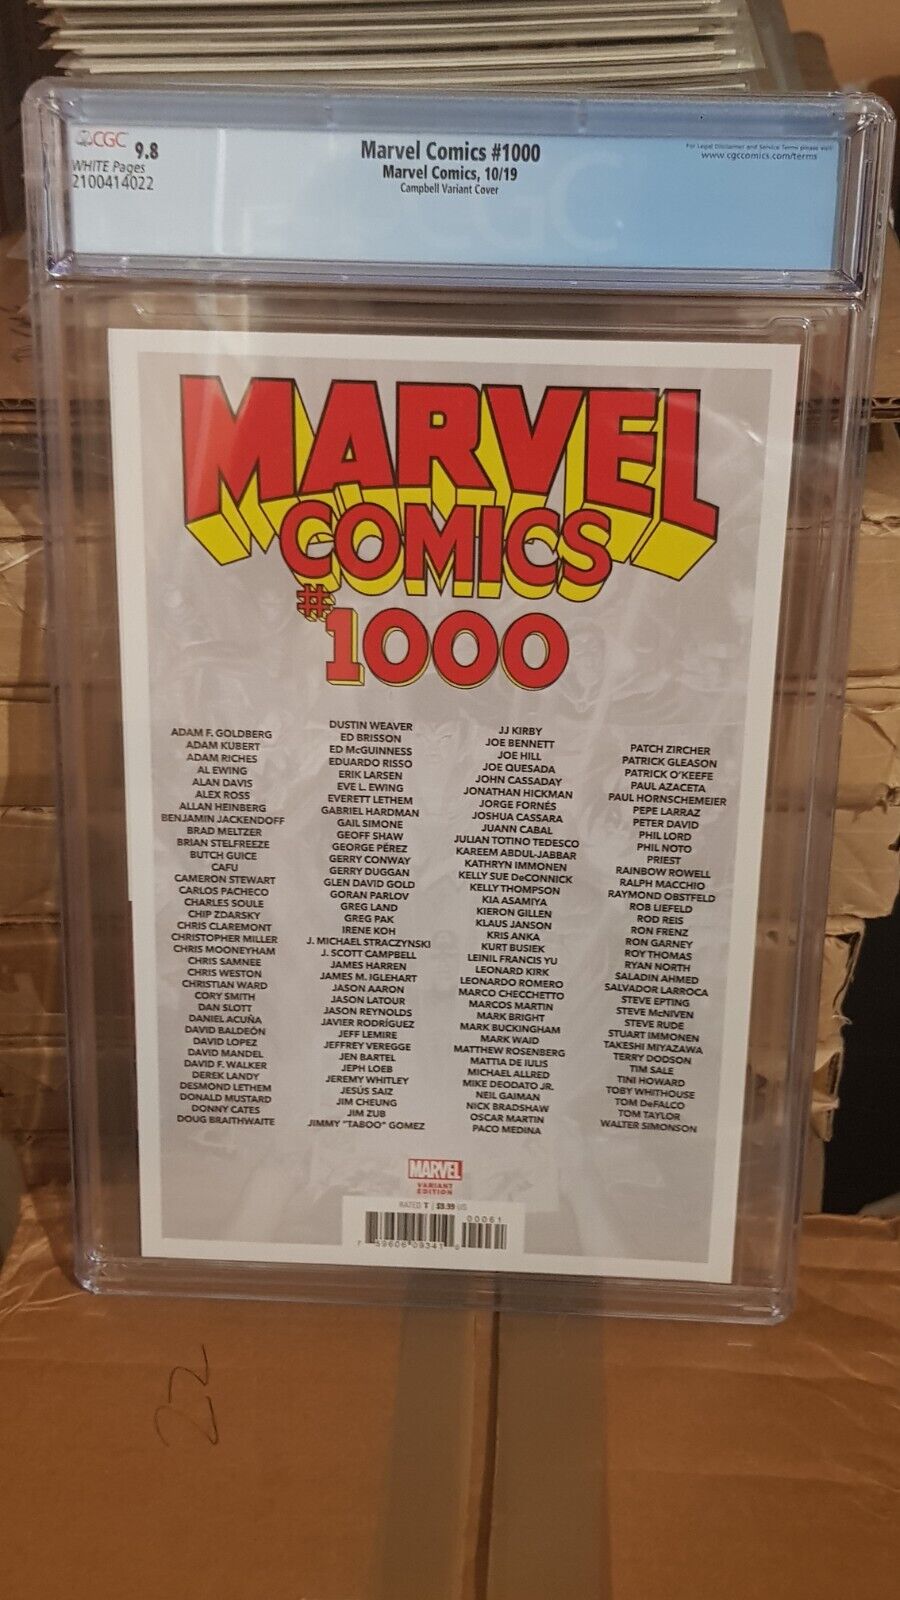 CGC 9.8
WHITE Pages
2100414022
Marvel Comics #1000
Marvel Comics, 10/19
Campbell Variant Cover
For Legal Disclaimer and Service Terms please visit:
www.cgccomics.com/terms
MARVEL
COMICS
#1000
ADAM F. GOLDBERG
ADAM KUBERT
ADAM RICHES
AL EWING
ALAN DAVIS
ALEX ROSS
ALLAN HEINBERG
BENJAMIN JACKENDOFF
BRAD MELTZER
BRIAN STELFREEZE
BUTCH GUICE
CAFU
CAMERON STEWART
CARLOS PACHECO
CHARLES SOULE
CHIP ZDARSKY
CHRIS CLAREMONT
CHRISTOPHER MILLER
CHRIS MOONEYHAM
CHRIS SAMNEE
CHRIS WESTON
CHRISTIAN WARD
CORY SMITH
DAN SLOTT
DANIEL ACUÑA
DAVID BALDEÓN
DAVID LOPEZ
DAVID MANDEL
DAVID F. WALKER
DEREK LANDY
DESMOND LETHEM
DONALD MUSTARD
DONNY CATES
DOUG BRAITHWAITE
DUSTIN WEAVER
ED BRISSON
ED McGUINNESS
EDUARDO RISSO
ERIK LARSEN
EVE L. EWING
EVERETT LETHEM
GABRIEL HARDMAN
GAIL SIMONE
GEOFF SHAW
GEORGE PÉREZ
GERRY CONWAY
GERRY DUGGAN
GLEN DAVID GOLD
GORAN PARLOV
GREG LAND
GREG PAK
IRENE KOH
J. MICHAEL STRACZYNSKI
J. SCOTT CAMPBELL
JAMES HARREN
JAMES M. IGLEHART
JASON AARON
JASON LATOUR
JASON REYNOLDS
JAVIER RODRÍGUEZ
JEFF LEMIRE
JEFFREY VEREGGE
JEN BARTEL
JEPH LOEB
JEREMY WHITLEY
JESÚS SAIZ
JIM CHEUNG
JIM ZUB
JIMMY "TABOO" GOMEZ
JJ KIRBY
JOE BENNETT
JOE HILL
JOE QUESADA
JOHN CASSADAY
JONATHAN HICKMAN
JORGE FORNÉS
JOSHUA CASSARA
JUANN CABAL
JULIAN TOTINO TEDESCO
KAREEM ABDUL-JABBAR
KATHRYN IMMONEN
KELLY SUE DeCONNICK
KELLY THOMPSON
KIA ASAMIYA
KIERON GILLEN
KLAUS JANSON
KRIS ANKA
KURT BUSIEK
LEINIL FRANCIS YU
LEONARD KIRK
LEONARDO ROMERO
MARCO CHECCHETTO
MARCOS MARTIN
MARK BRIGHT
MARK BUCKINGHAM
MARK WAID
MATTHEW ROSENBERG
MATTIA DE IULIS
MICHAEL ALLRED
MIKE DEODATO JR.
NEIL GAIMAN
NICK BRADSHAW
OSCAR MARTIN
PACO MEDINA
PATCH ZIRCHER
PATRICK GLEASON
PATRICK O'KEEFE
PAUL AZACETA
PAUL HORNSCHEMEIER
PEPE LARRAZ
PETER DAVID
PHIL LORD
PHIL NOTO
PRIEST
RAINBOW ROWELL
RALPH MACCHIO
RAYMOND OBSTFELD
ROB LIEFELD
ROD REIS
RON FRENZ
RON GARNEY
ROY THOMAS
RYAN NORTH
SALADIN AHMED
SALVADOR LARROCA
STEVE EPTING
STEVE McNIVEN
STEVE RUDE
STUART IMMONEN
TAKESHI MIYAZAWA
TERRY DODSON
TIM SALE
TINI HOWARD
TOBY WHITHOUSE
TOM DeFALCO
TOM TAYLOR
WALTER SIMONSON
MARVEL
VARIANT
EDITION
RATED T | $9.99 US
00061
7 59606 09341 6
22